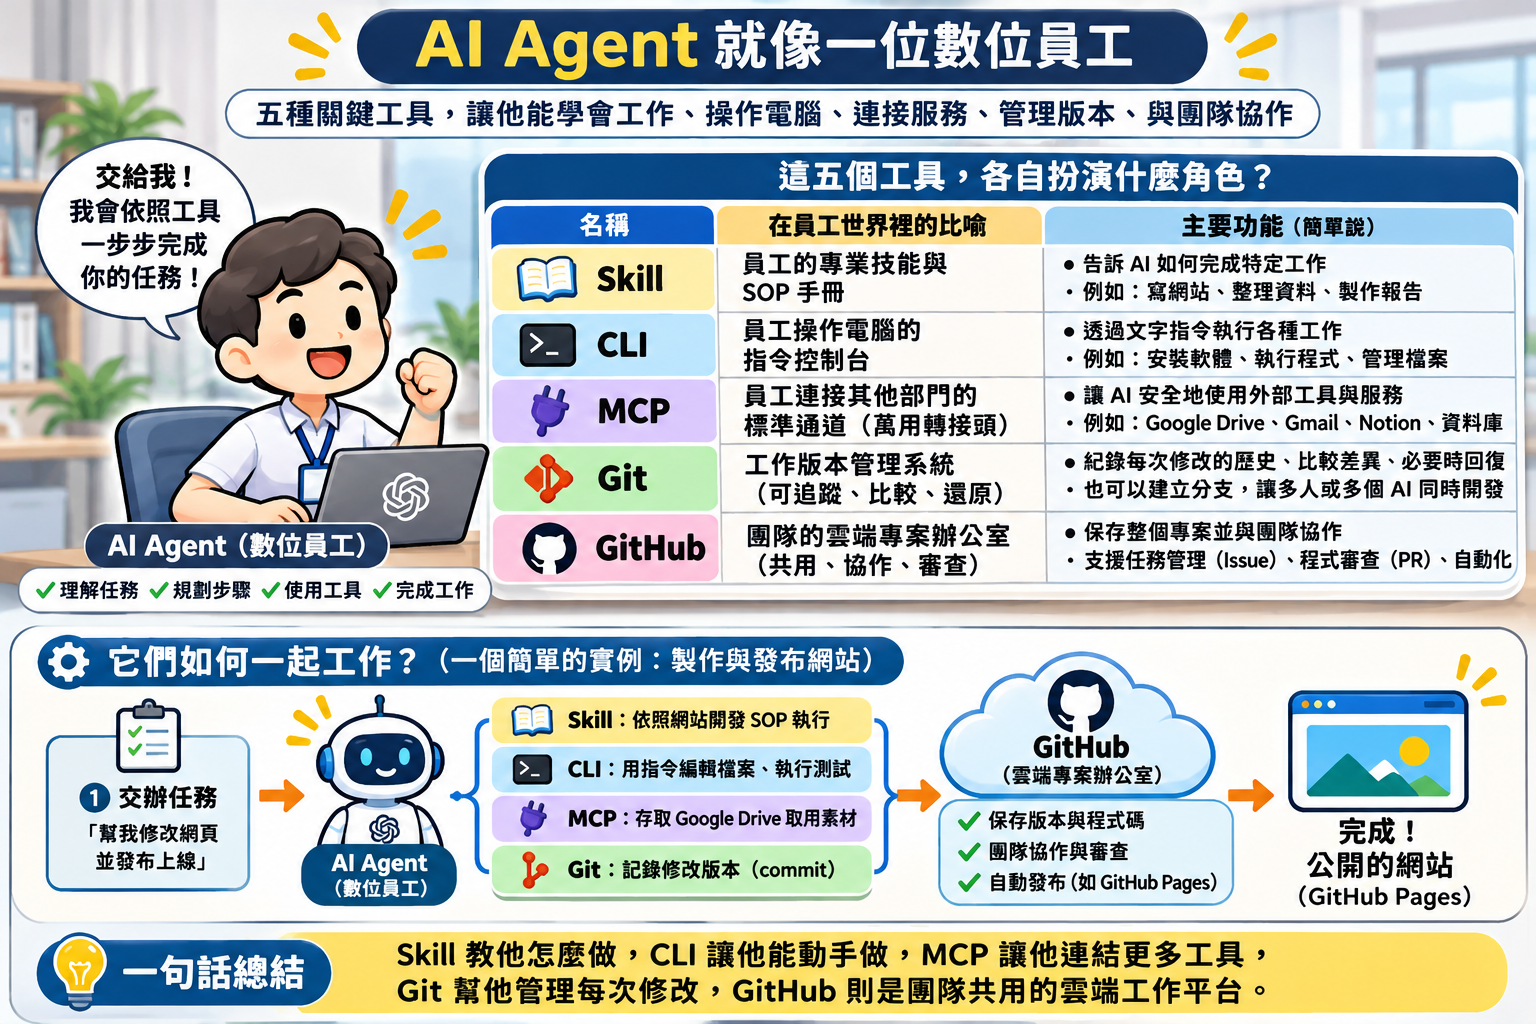 AI Agent 就像一位數位員工
五種關鍵工具，讓他能學會工作、操作電腦、連接服務、管理版本、與團隊協作
交給我！
我會依照工具
一步步完成
你的任務！
AI Agent（數位員工）
理解任務 規劃步驟 使用工具 完成工作
這五個工具，各自扮演什麼角色？
名稱 在員工世界裡的比喻 主要功能（簡單說）
Skill
員工的專業技能與
SOP 手冊
• 告訴 AI 如何完成特定工作
• 例如：寫網站、整理資料、製作報告
CLI
員工操作電腦的
指令控制台
• 透過文字指令執行各種工作
• 例如：安裝軟體、執行程式、管理檔案
MCP
員工連接其他部門的
標準通道（萬用轉接頭）
• 讓 AI 安全地使用外部工具與服務
• 例如：Google Drive、Gmail、Notion、資料庫
Git
工作版本管理系統
（可追蹤、比較、還原）
• 紀錄每次修改的歷史、比較差異、必要時回復
• 也可以建立分支，讓多人或多個 AI 同時開發
GitHub
團隊的雲端專案辦公室
（共用、協作、審查）
• 保存整個專案並與團隊協作
• 支援任務管理（Issue）、程式審查（PR）、自動化
它們如何一起工作？（一個簡單的實例：製作與發布網站）
1 交辦任務
「幫我修改網頁
並發布上線」
AI Agent
（數位員工）
Skill：依照網站開發 SOP 執行
CLI：用指令編輯檔案、執行測試
MCP：存取 Google Drive 取用素材
Git：記錄修改版本（commit）
GitHub
（雲端專案辦公室）
保存版本與程式碼
團隊協作與審查
自動發布（如 GitHub Pages）
完成！
公開的網站
（GitHub Pages）
一句話總結
Skill 教他怎麼做，CLI 讓他能動手做，MCP 讓他連結更多工具，
Git 幫他管理每次修改，GitHub 則是團隊共用的雲端工作平台。